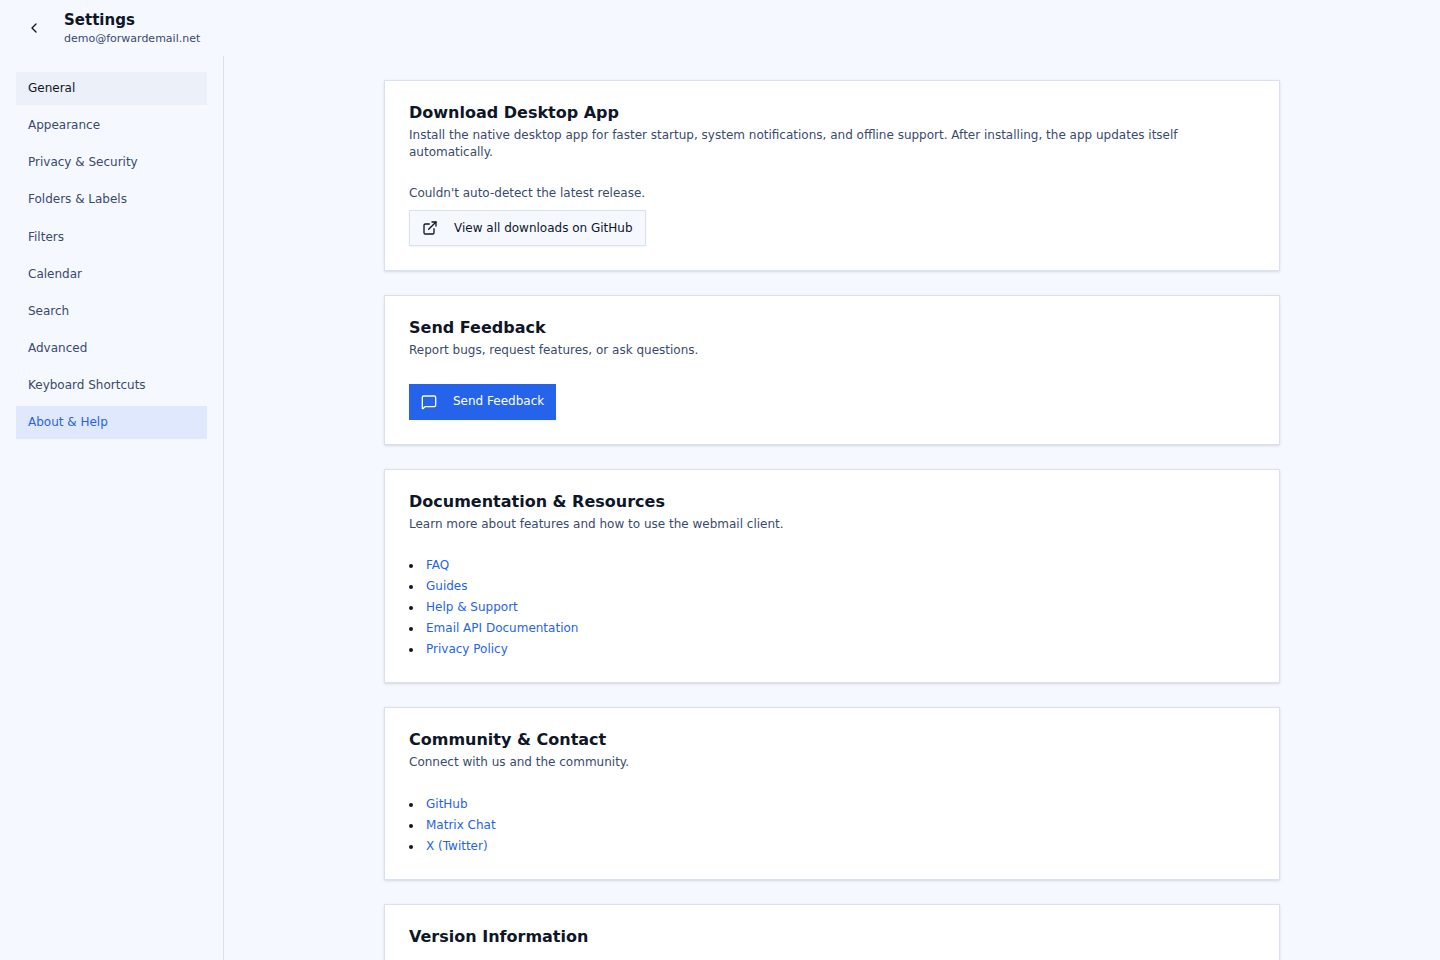 Settings
demo@forwardemail.net
General
Appearance
Privacy & Security
Folders & Labels
Filters
Calendar
Search
Advanced
Keyboard Shortcuts
About & Help
Download Desktop App
Install the native desktop app for faster startup, system notifications, and offline support. After installing, the app updates itself
automatically.
Couldn't auto-detect the latest release.
View all downloads on GitHub
Send Feedback
Report bugs, request features, or ask questions.
Send Feedback
Documentation & Resources
Learn more about features and how to use the webmail client.
FAQ
Guides
Help & Support
Email API Documentation
Privacy Policy
Community & Contact
Connect with us and the community.
GitHub
Matrix Chat
X (Twitter)
Version Information